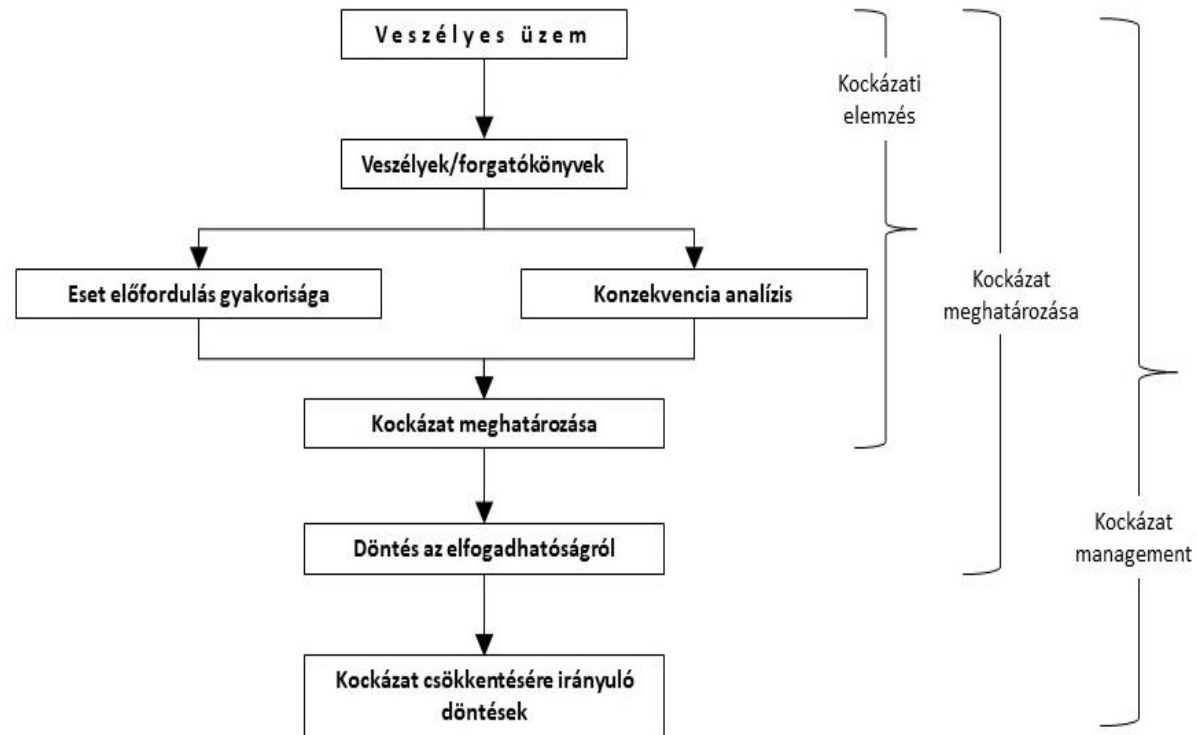 Veszélyes üzem
Veszélyek/forgatókönyvek
Eset előfordulás gyakorisága
Konzekvencia analízis
Kockázat meghatározása
Döntés az elfogadhatóságról
Kockázat csökkentésére irányuló
döntések
Kockázati
elemzés
Kockázat
meghatározása
Kockázat
management